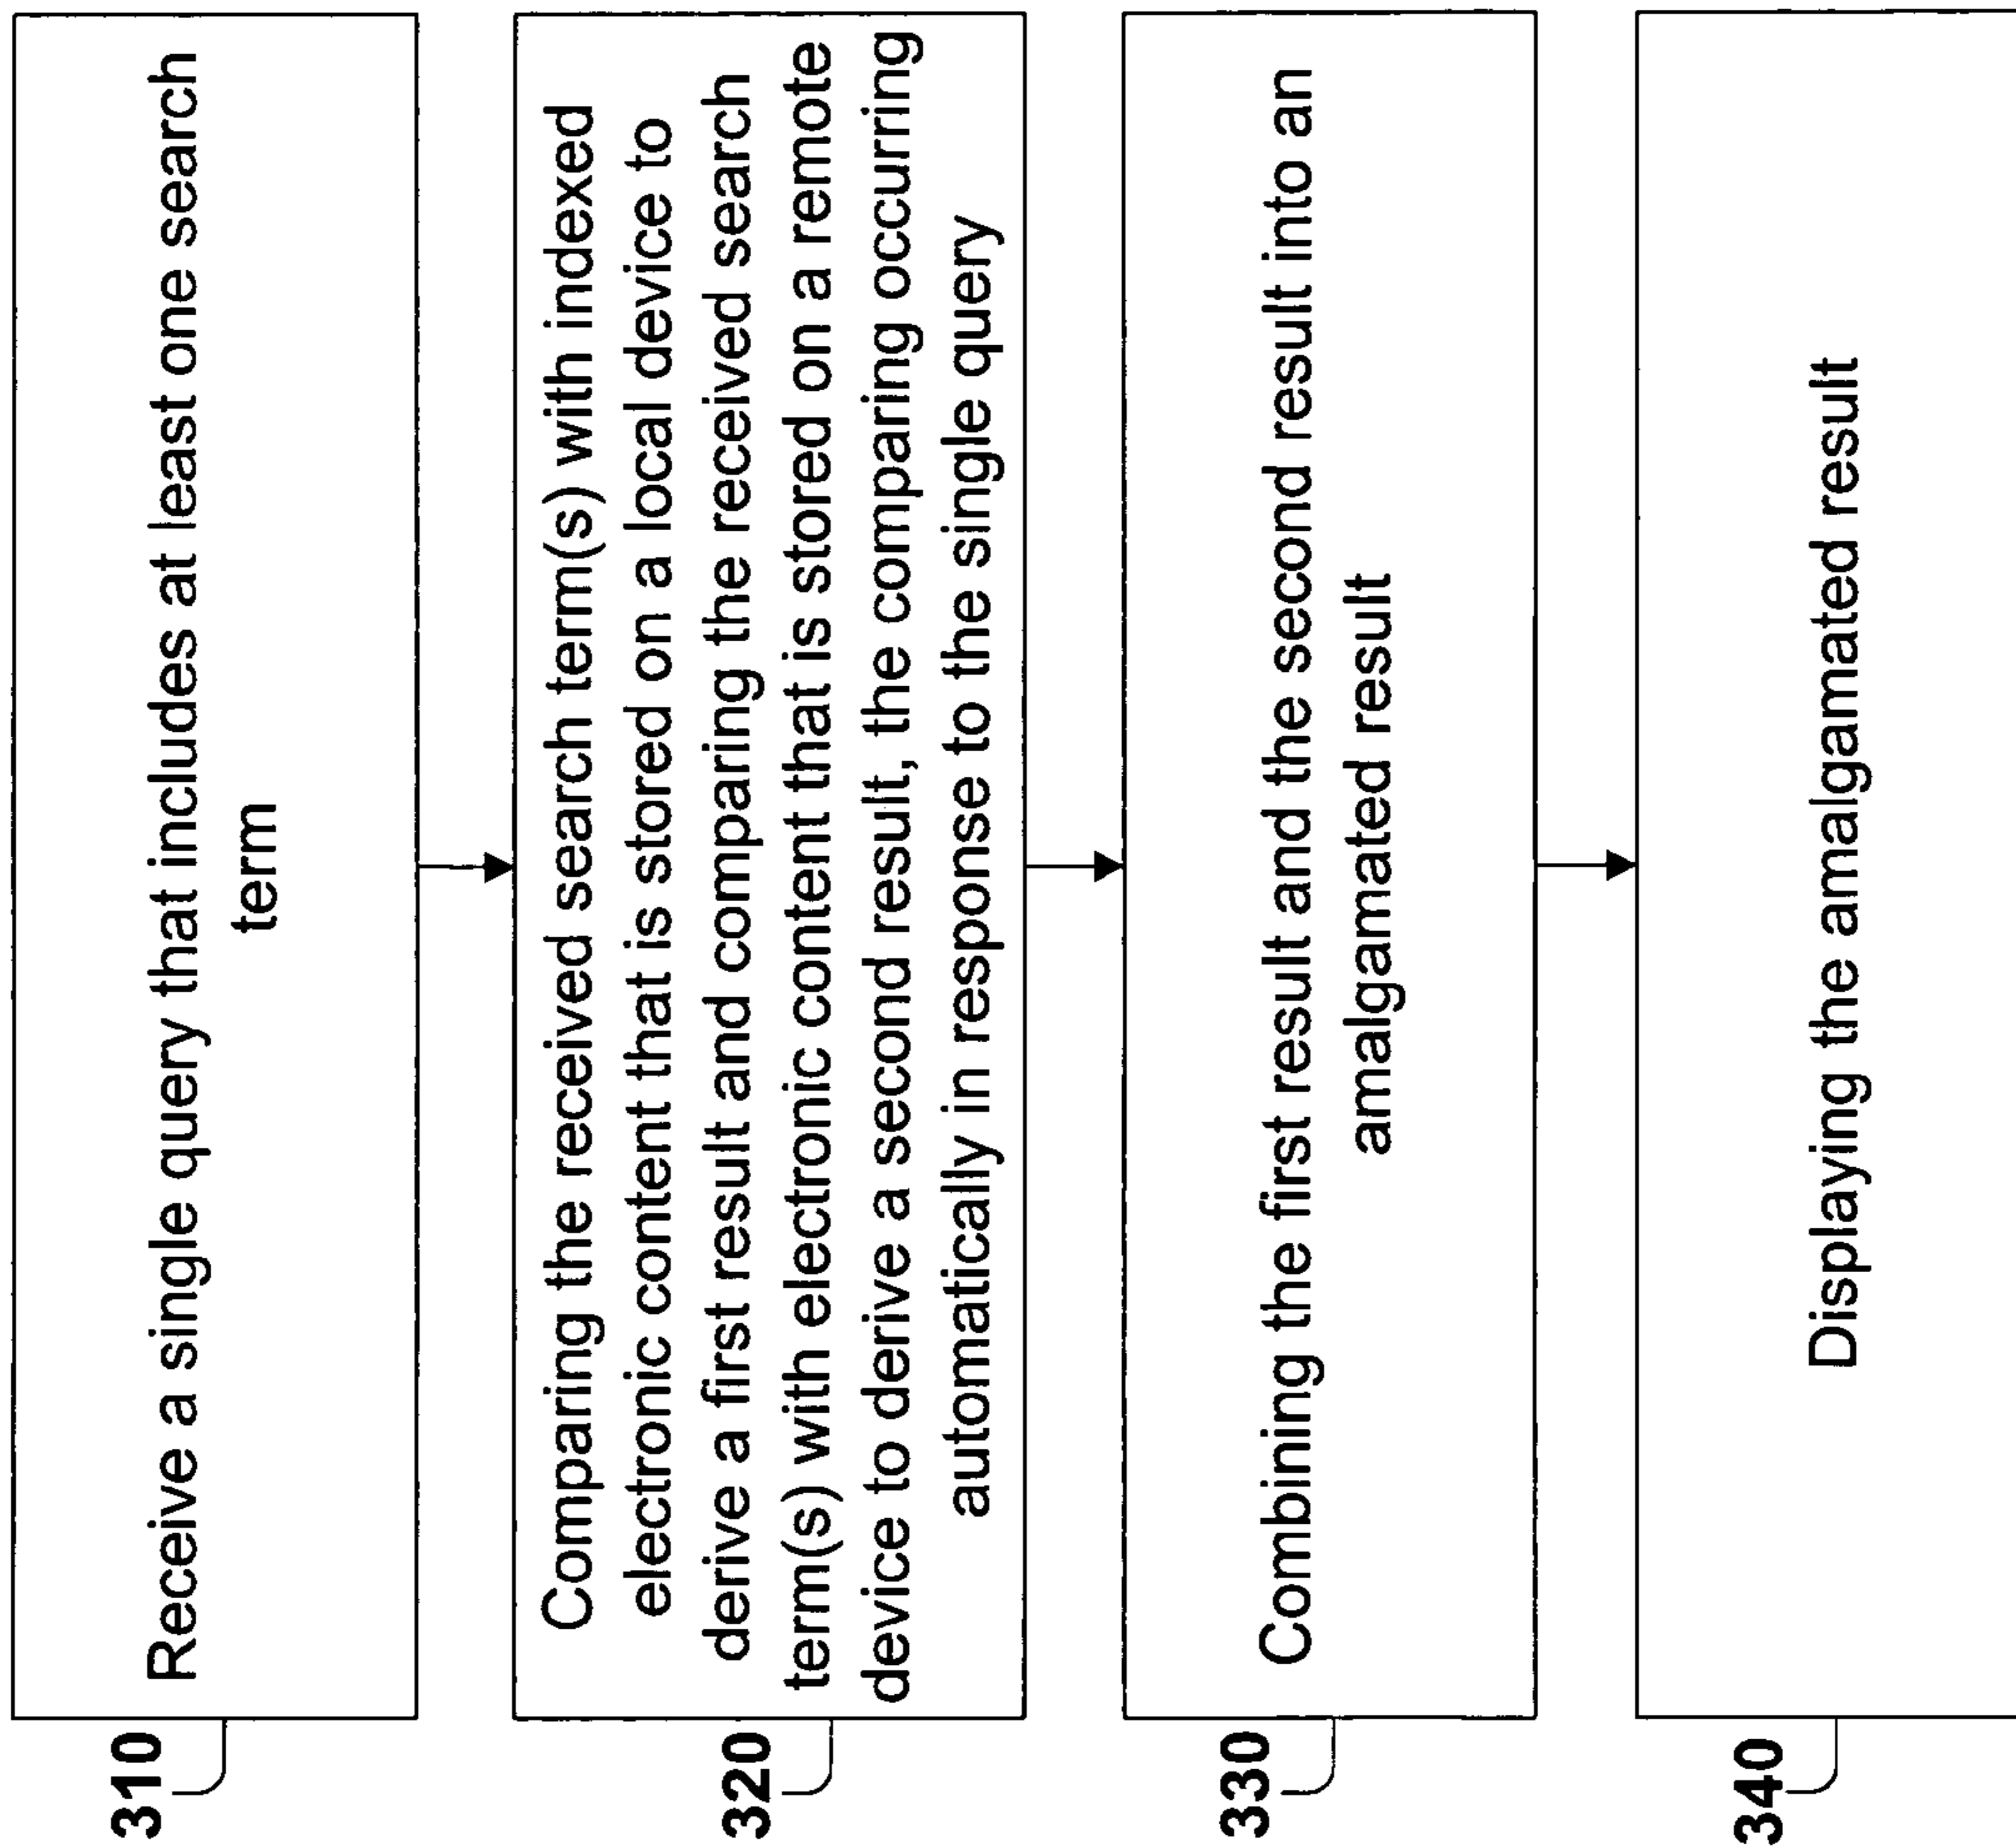 310
Receive a single query that includes at least one search
term
320
Comparing the received search term(s) with indexed
electronic content that is stored on a local device to
derive a first result and comparing the received search
term(s) with electronic content that is stored on a remote
device to derive a second result, the comparing occurring
automatically in response to the single query
330
Combining the first result and the second result into an
amalgamated result
340
Displaying the amalgamated result